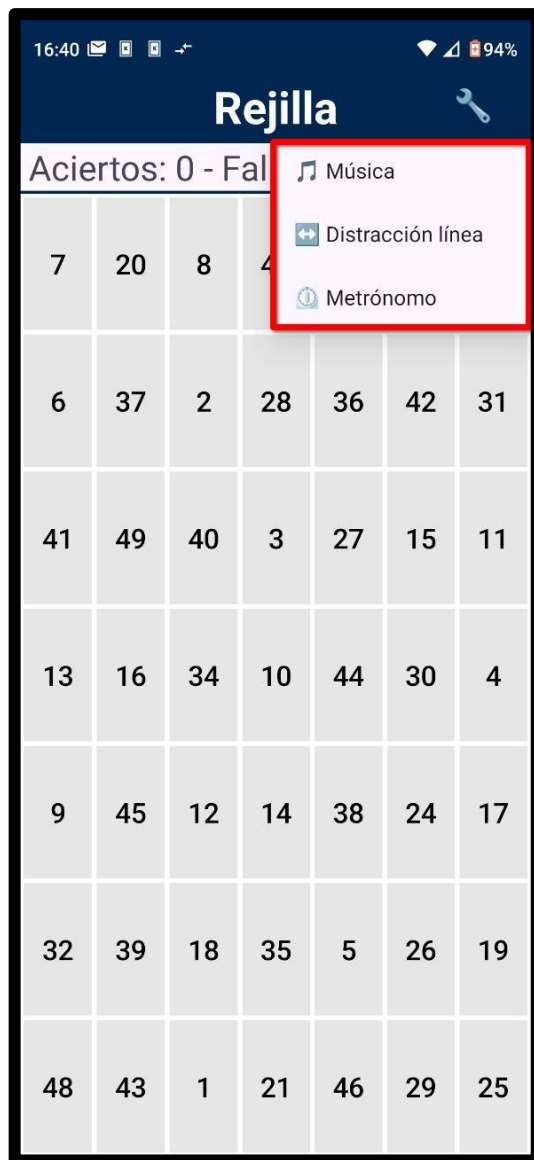 16:40 94%
Rejilla
Aciertos: 0 - Fal
Música
Distracción línea
Metrónomo
7 20 8
6 37 2 28 36 42 31
41 49 40 3 27 15 11
13 16 34 10 44 30 4
9 45 12 14 38 24 17
32 39 18 35 5 26 19
48 43 1 21 46 29 25